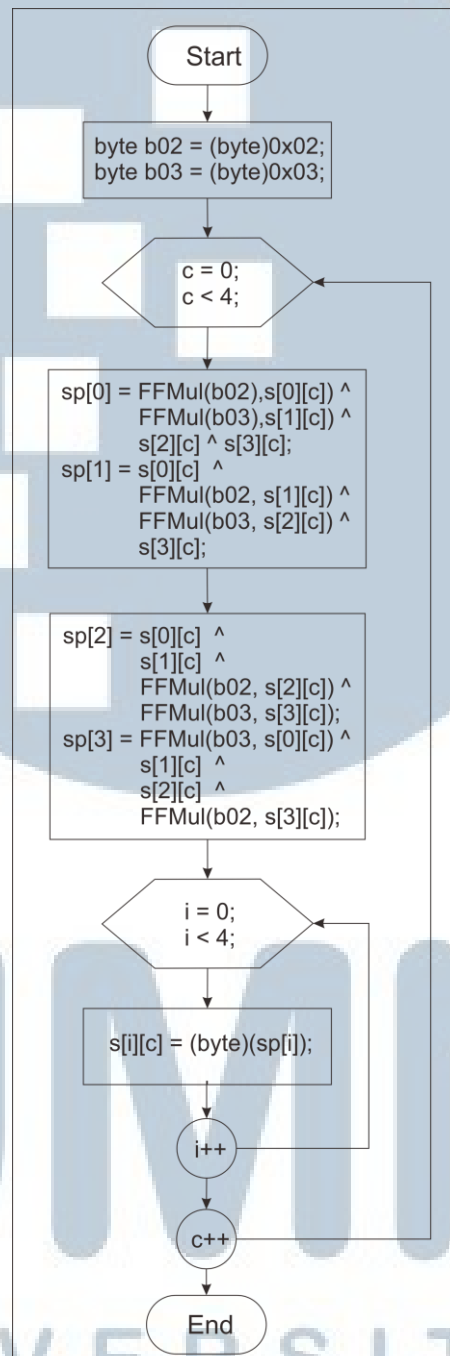 Start
byte b02 = (byte)0x02;
byte b03 = (byte)0x03;
c = 0;
c < 4;
sp[0] = FFMul(b02),s[0][c]) ^
FFMul(b03),s[1][c]) ^
s[2][c] ^ s[3][c];
sp[1] = s[0][c] ^
FFMul(b02, s[1][c]) ^
FFMul(b03, s[2][c]) ^
s[3][c];
sp[2] = s[0][c] ^
s[1][c] ^
FFMul(b02, s[2][c]) ^
FFMul(b03, s[3][c]);
sp[3] = FFMul(b03, s[0][c]) ^
s[1][c] ^
s[2][c] ^
FFMul(b02, s[3][c]);
i = 0;
i < 4;
s[i][c] = (byte)(sp[i]);
i++
c++
End